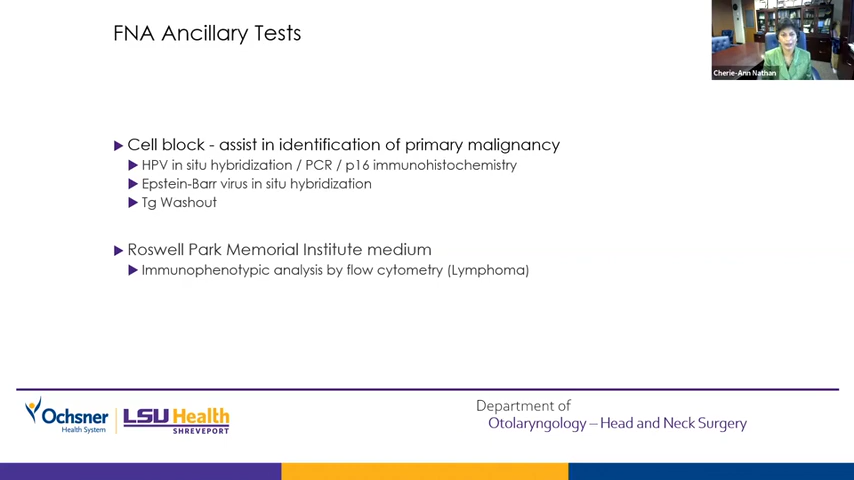 FNA Ancillary Tests
Cherie-Ann Nathan
Cell block - assist in identification of primary malignancy
HPV in situ hybridization / PCR / p16 immunohistochemistry
Epstein-Barr virus in situ hybridization
Tg Washout
Roswell Park Memorial Institute medium
Immunophenotypic analysis by flow cytometry (Lymphoma)
Ochsner
Health System
LSU Health
SHREVEPORT
Department of
Otolaryngology – Head and Neck Surgery